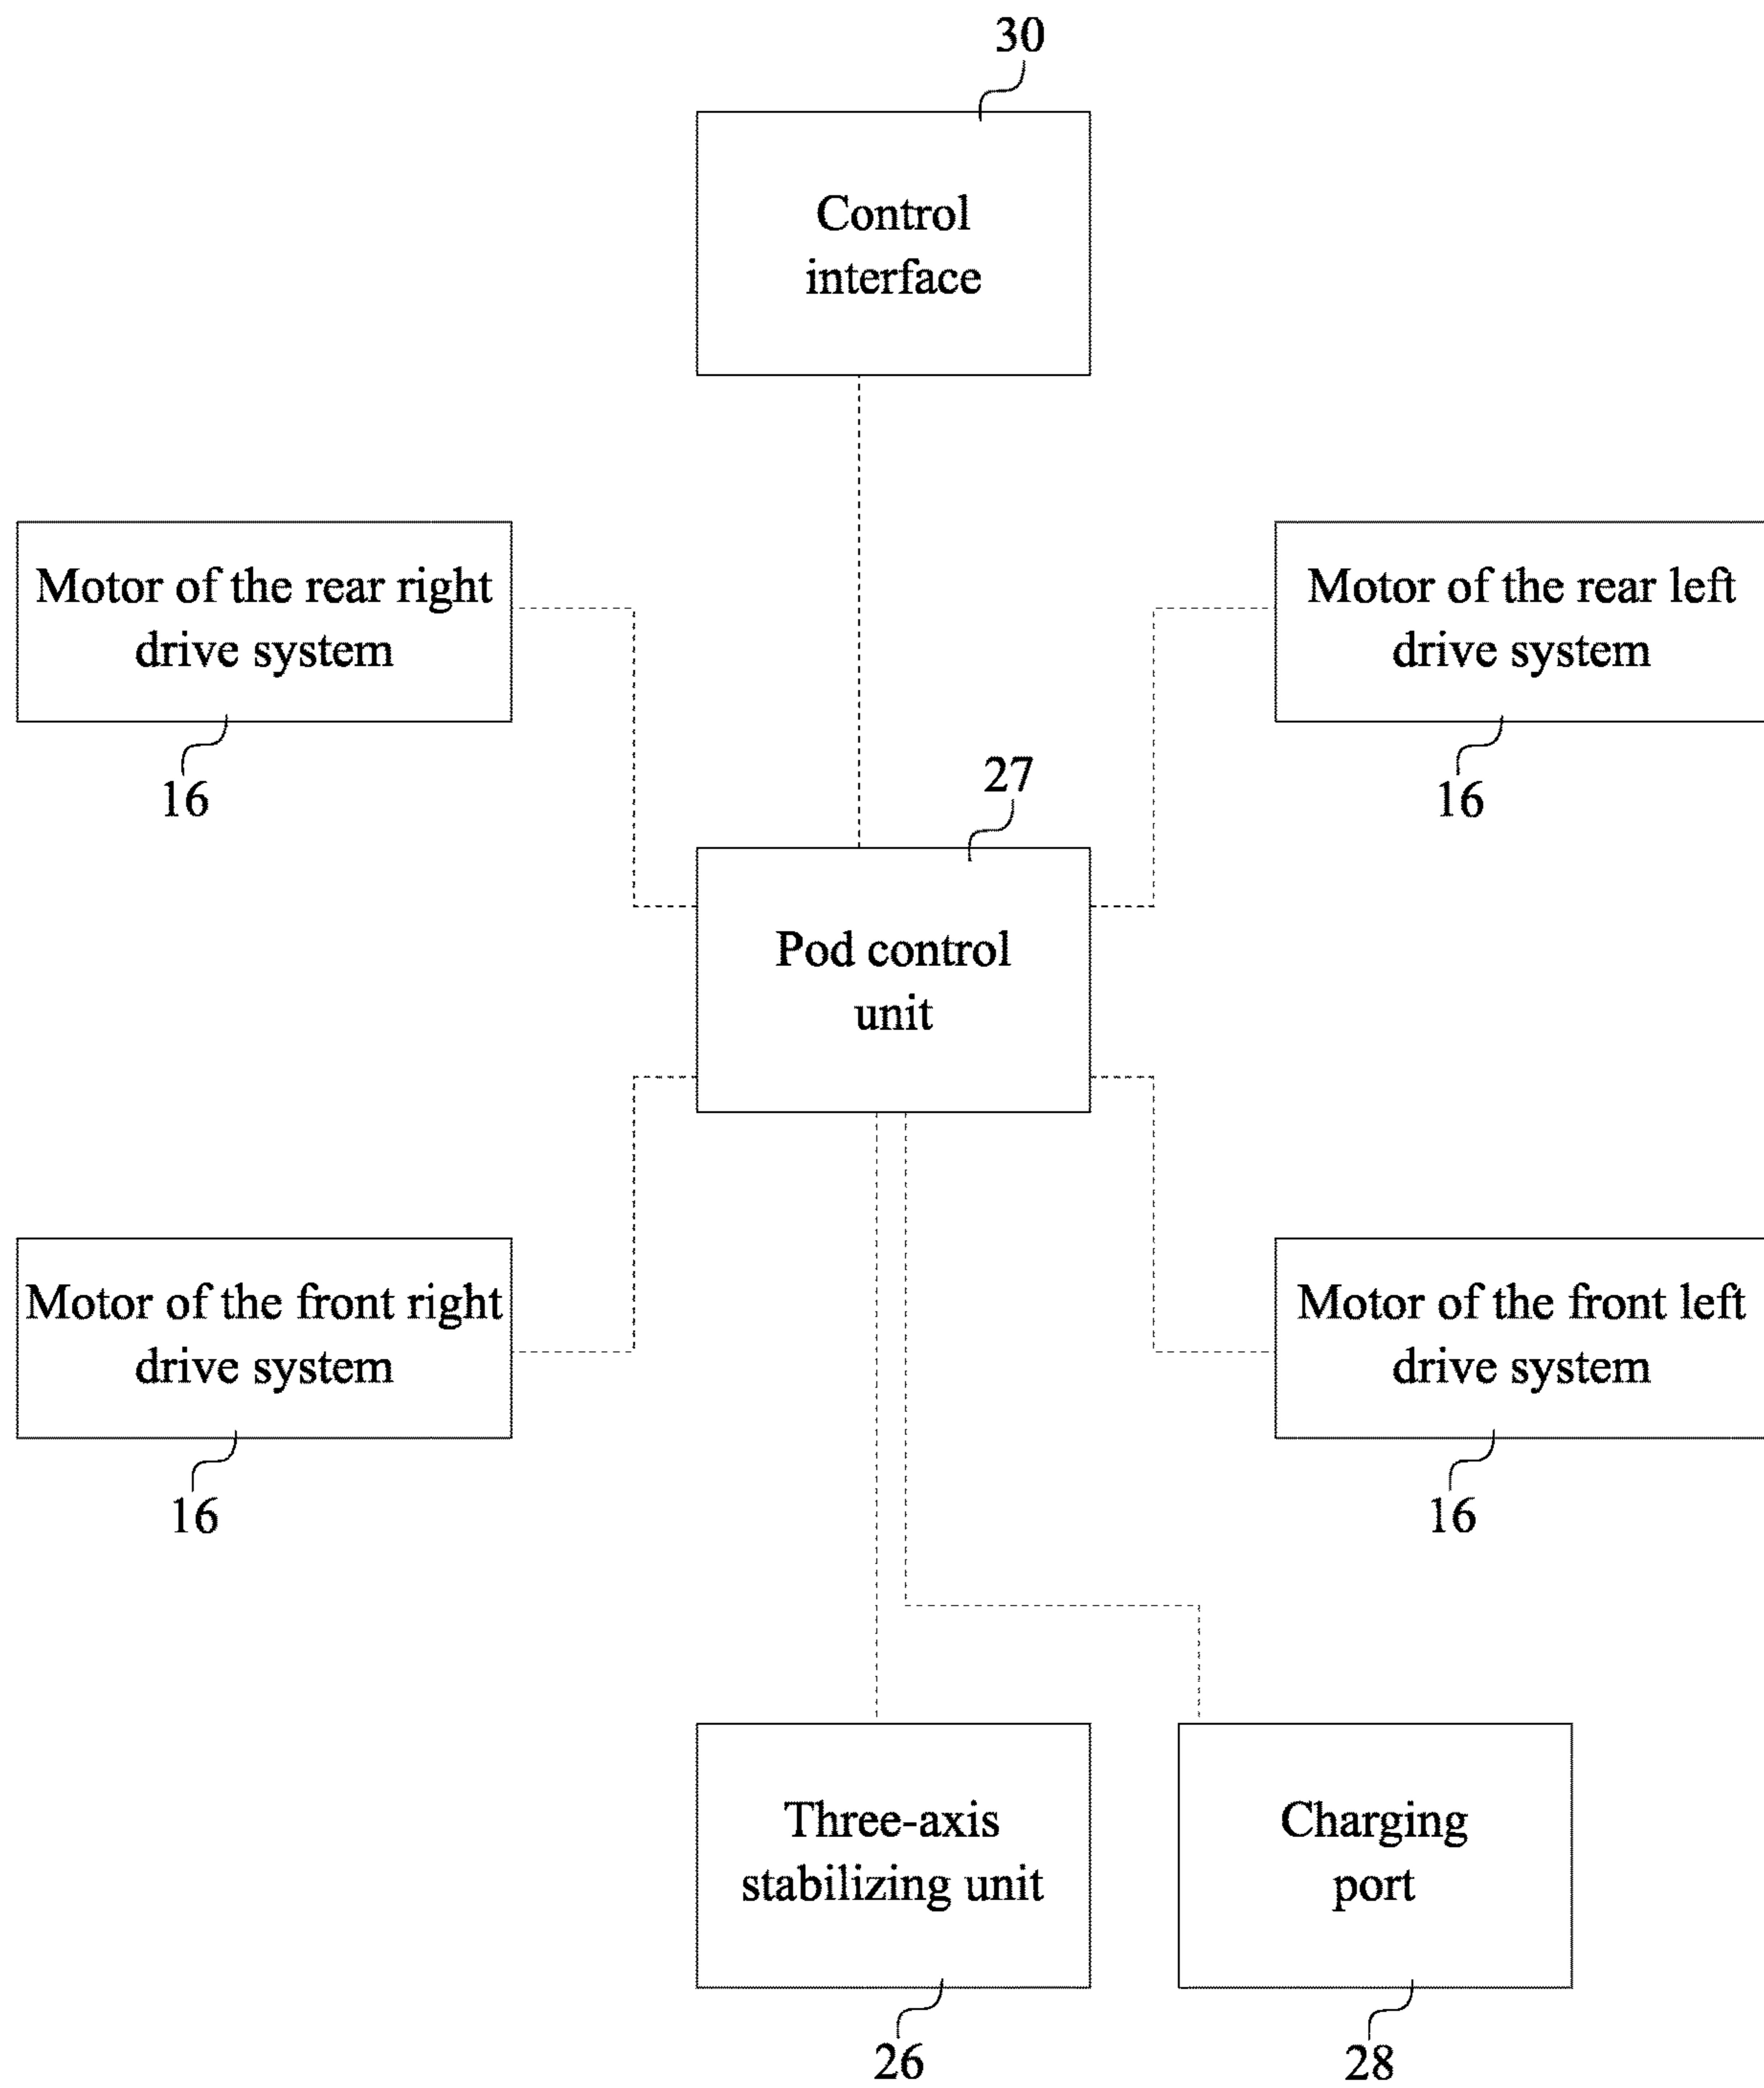 30
Control
interface
Motor of the rear right
drive system
16
Motor of the rear left
drive system
16
27
Pod control
unit
Motor of the front right
drive system
16
Motor of the front left
drive system
16
Three-axis
stabilizing unit
26
Charging
port
28